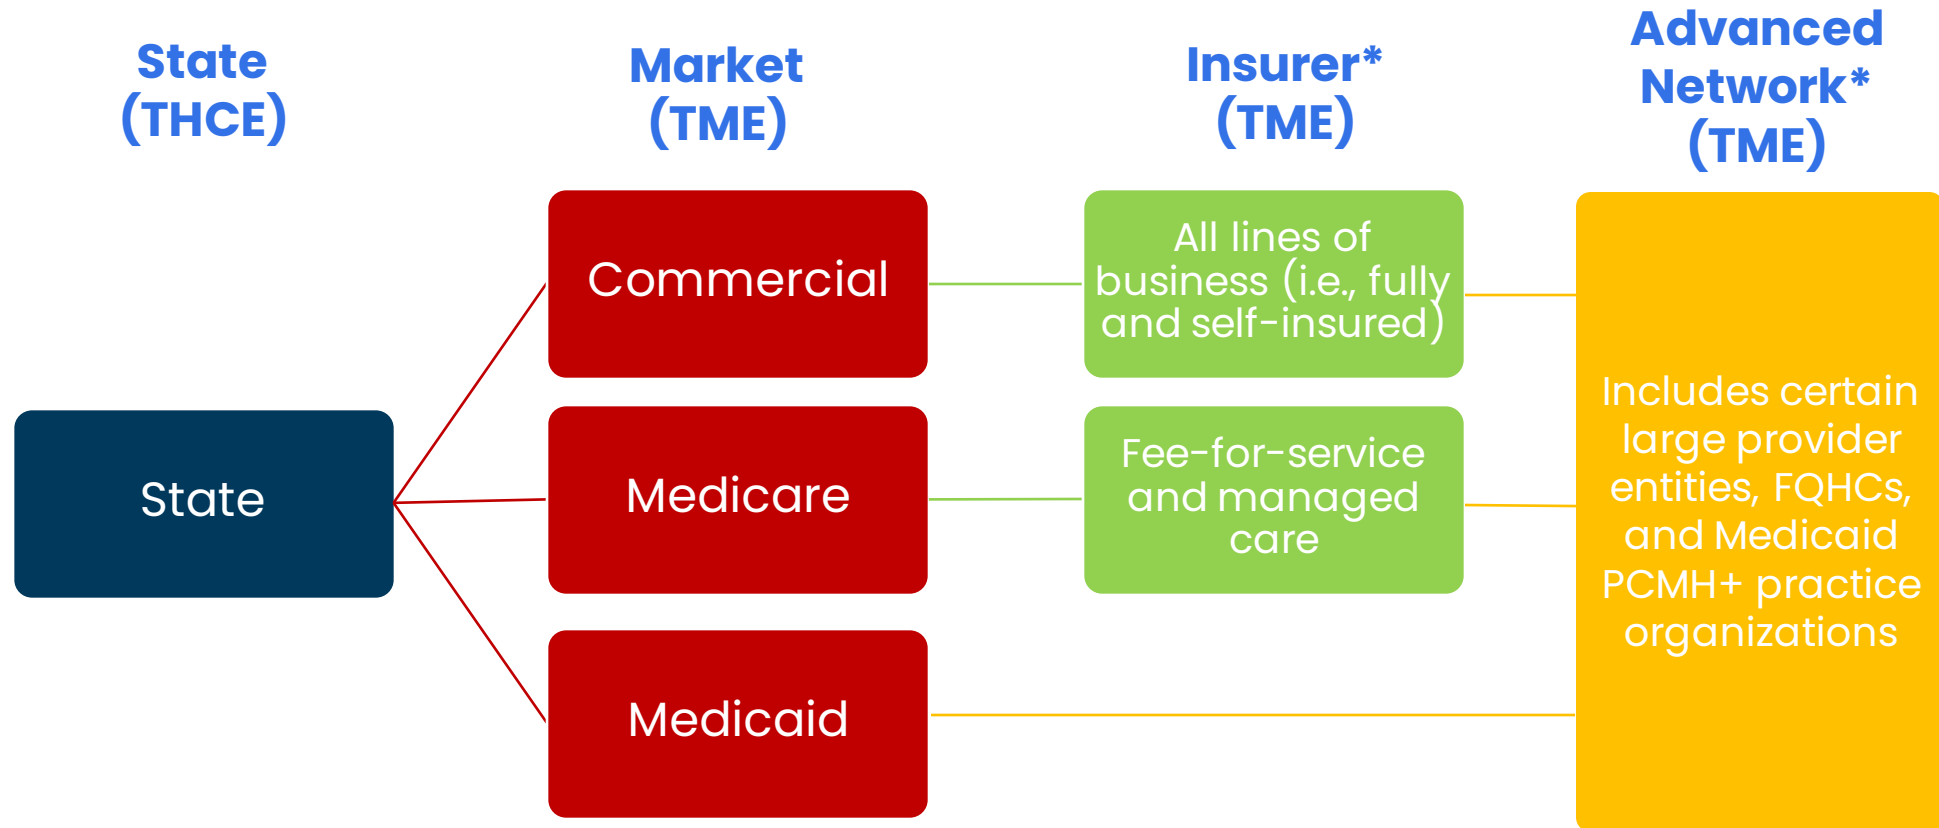 State
(THCE)
Market
(TME)
Insurer*
(TME)
Advanced
Network*
(TME)
State
Commercial
Medicare
Medicaid
All lines of
business (i.e., fully
and self-insured)
Fee-for-service
and managed
care
Includes certain
large provider
entities, FQHCs,
and Medicaid
PCMH+ practice
organizations